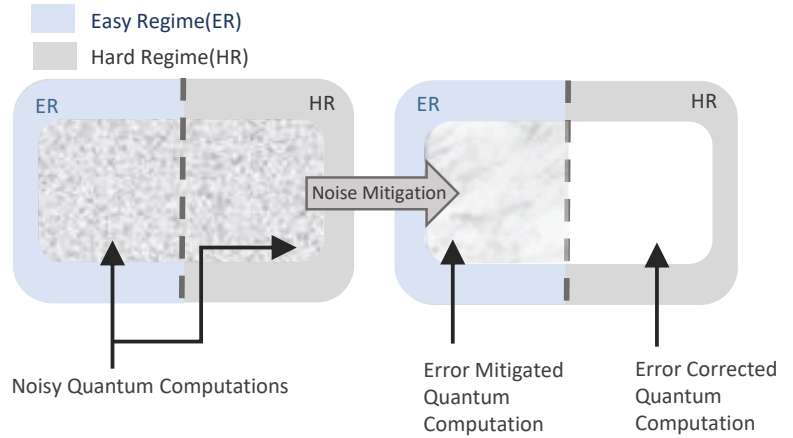 Easy Regime(ER)
Hard Regime(HR)
ER
HR
ER
HR
Noise Mitigation
Noisy Quantum Computations
Error Mitigated
Quantum
Computation
Error Corrected
Quantum
Computation